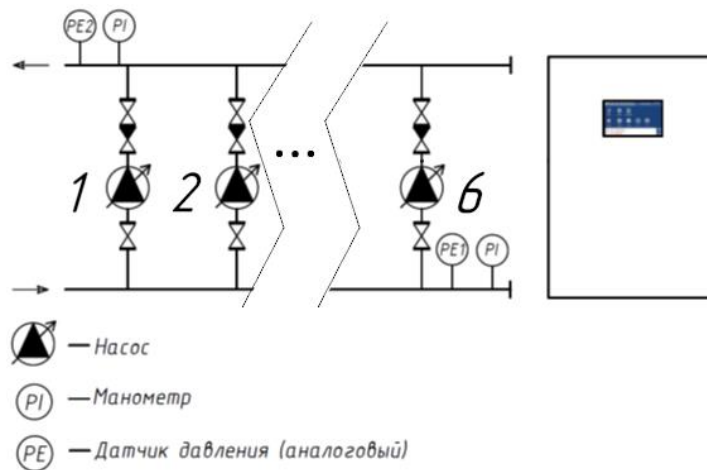 PE2 PI
1 2 ... 6
PE1 PI
— Насос
PI — Манометр
PE — Датчик давления (аналоговый)